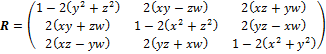 R = ( 1 − 2(y² + z²)  2(xy − zw)  2(xz + yw)
2(xy + zw)  1 − 2(x² + z²)  2(yz − xw)
2(xz − yw)  2(yz + xw)  1 − 2(x² + y²) )